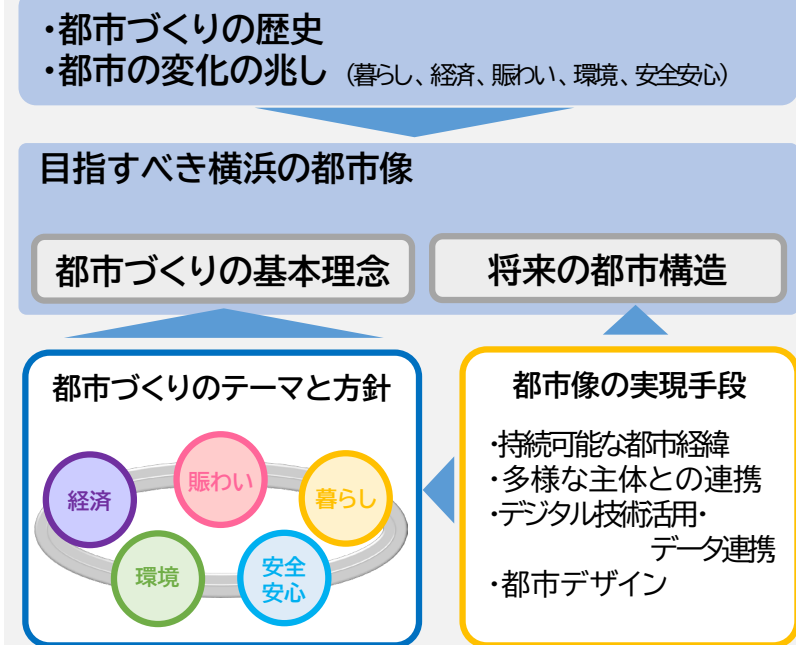 ・都市づくりの歴史
・都市の変化の兆し（暮らし、経済、賑わい、環境、安全安心）
目指すべき横浜の都市像
都市づくりの基本理念
将来の都市構造
都市づくりのテーマと方針
経済
賑わい
暮らし
環境
安全
安心
都市像の実現手段
・持続可能な都市経緯
・多様な主体との連携
・デジタル技術活用・
データ連携
・都市デザイン